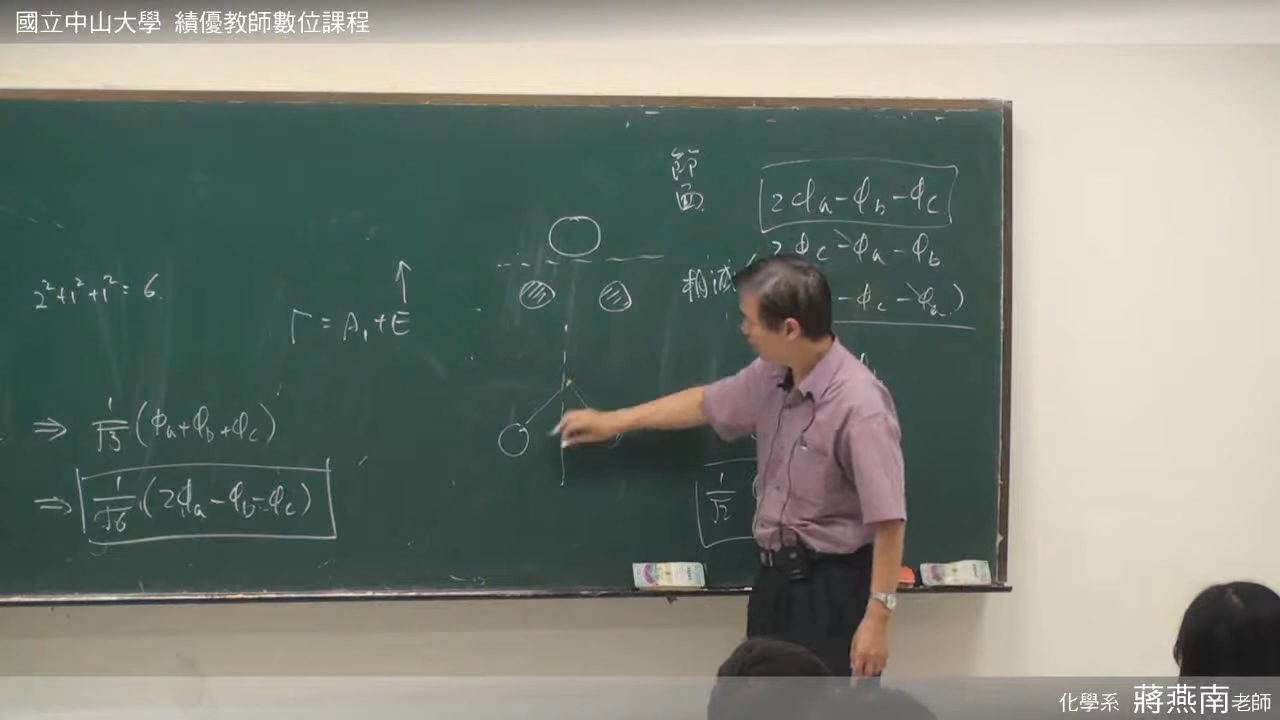 國立中山大學 績優教師數位課程
2²+1²+1²=6
⇒ 1/√3 (ϕa+ϕb+ϕc)
⇒ 1/√6 (2ϕa-ϕb-ϕc)
Γ=A₁+E
↑
節面
2ϕa-ϕb-ϕc
2ϕc-ϕa-ϕb
相減
-ϕc-ϕa)
1/√2
化學系 蔣燕南老師